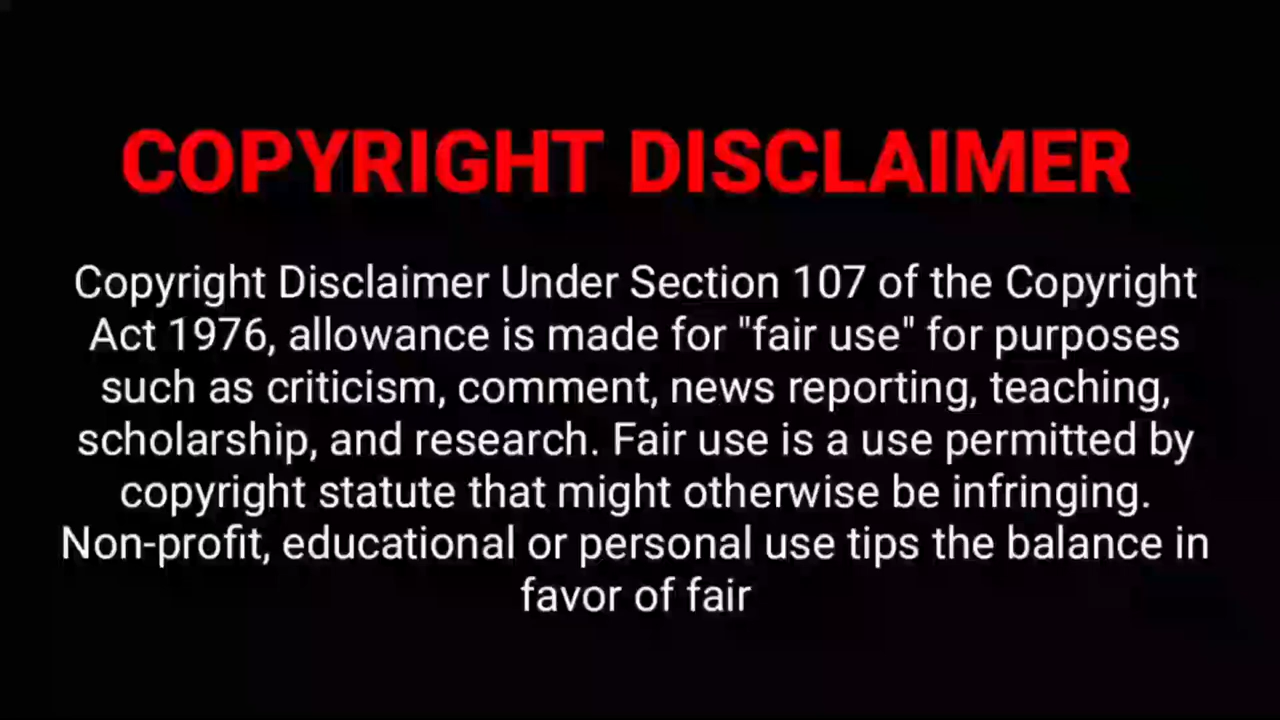 COPYRIGHT DISCLAIMER
Copyright Disclaimer Under Section 107 of the Copyright
Act 1976, allowance is made for "fair use" for purposes
such as criticism, comment, news reporting, teaching,
scholarship, and research. Fair use is a use permitted by
copyright statute that might otherwise be infringing.
Non-profit, educational or personal use tips the balance in
favor of fair